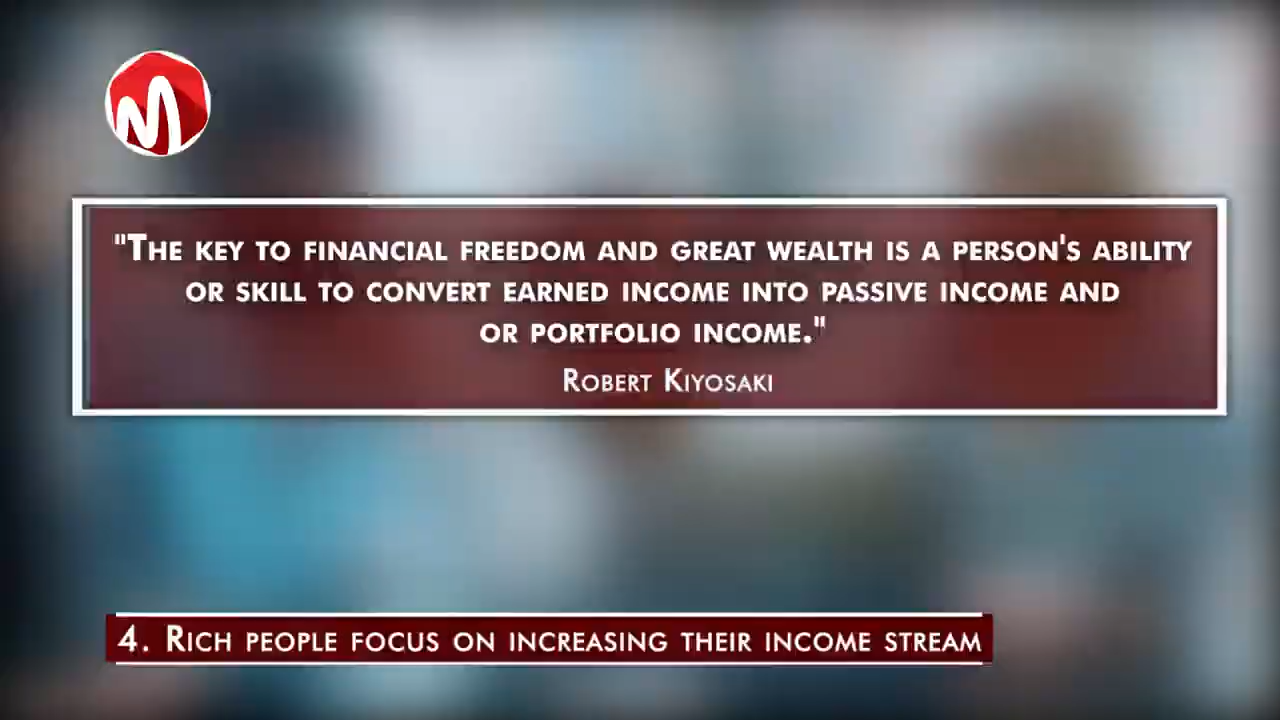 "The key to financial freedom and great wealth is a person's ability
or skill to convert earned income into passive income and
or portfolio income."
Robert Kiyosaki
4. Rich people focus on increasing their income stream